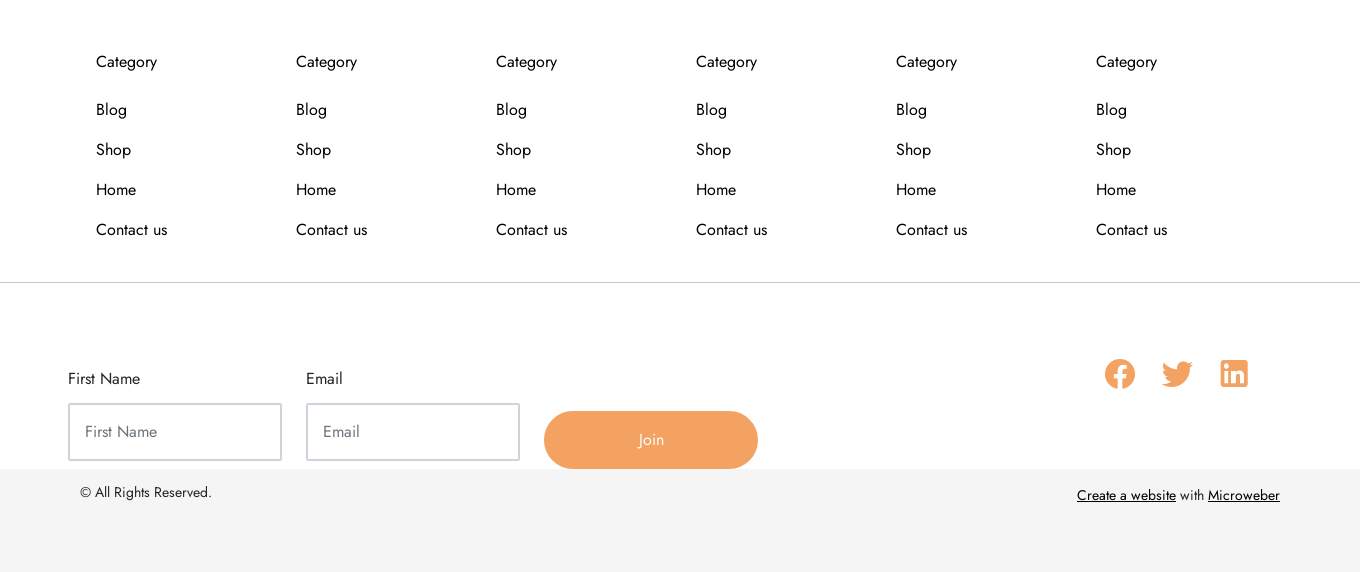 Category Category Category Category Category Category
Blog Blog Blog Blog Blog Blog
Shop Shop Shop Shop Shop Shop
Home Home Home Home Home Home
Contact us Contact us Contact us Contact us Contact us Contact us
First Name Email
First Name Email Join
© All Rights Reserved. Create a website with Microweber